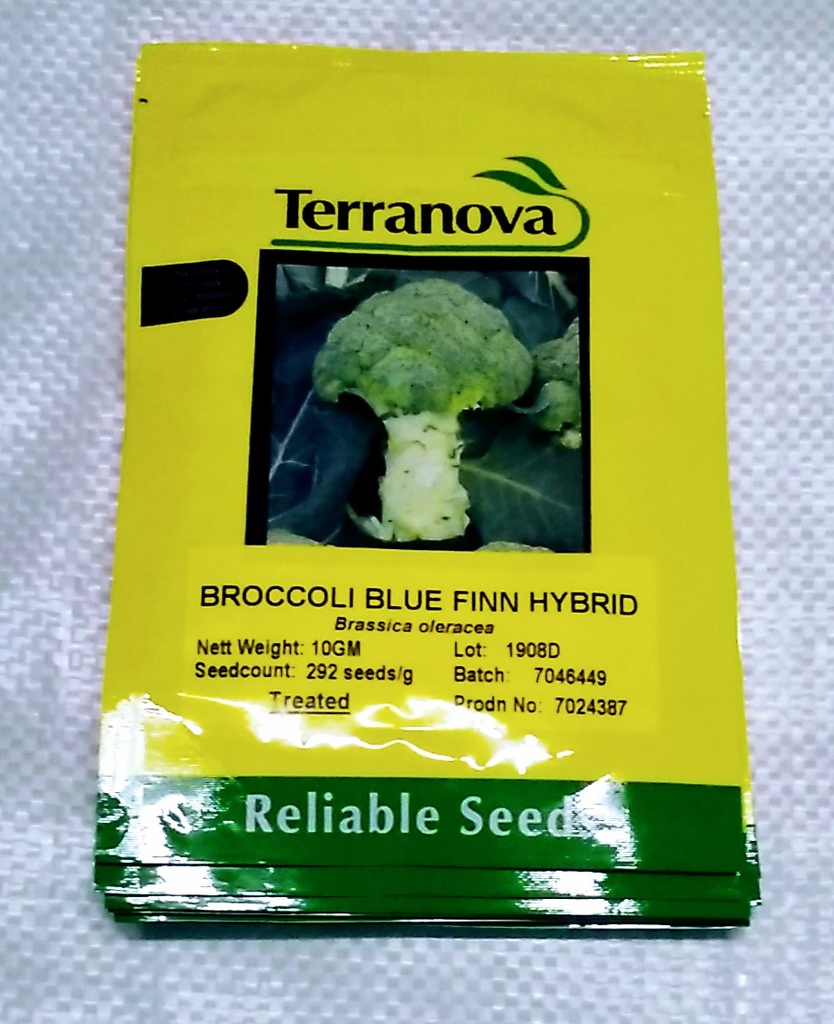 Terranova
BROCCOLI BLUE FINN HYBRID
Brassica oleracea
Nett Weight: 10GM Lot: 1908D
Seedcount: 292 seeds/g Batch: 7046449
Treated Prodn No: 7024387
Reliable Seeds